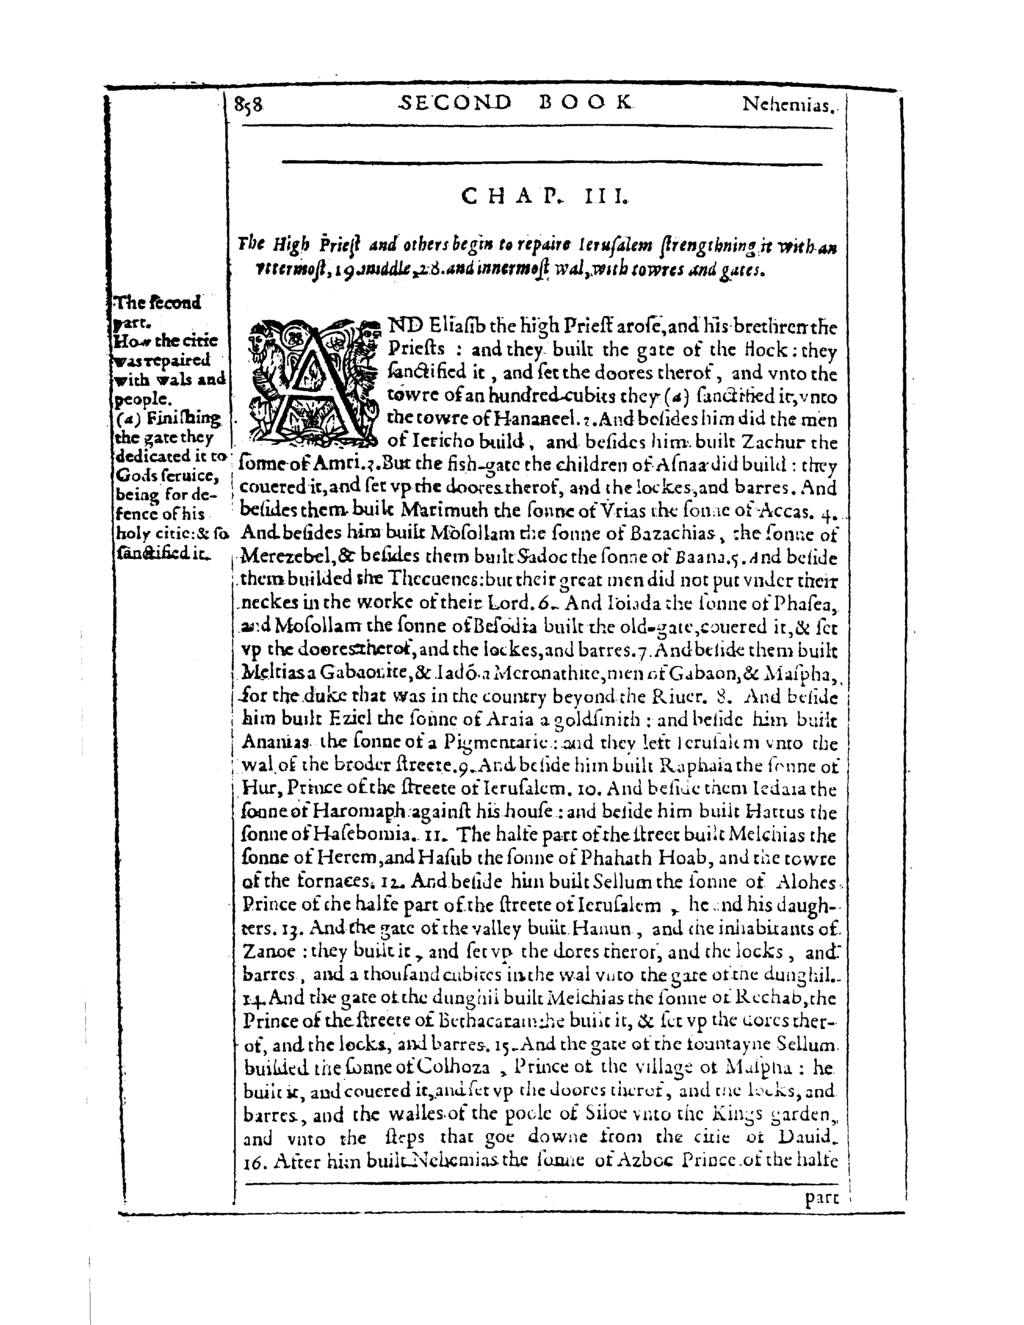 858 SECOND BOOK Nehemias.
CHAP. III.
The High Prieſt and others begin to repaire Ieruſalem ſtrengthning it with an
vttermoſt, 19. middle, 28. and innermoſt wal, with towres and gates.
The ſecond
part.
How the citie
was repaired
with wals and
people.
(a) Finiſhing
the gate they
dedicated it to
Gods ſeruice,
being for de-
fence of his
holy citie: & ſo
ſanctified it.
AND Eliaſib the high Prieſt aroſe, and his brethren the
Prieſts : and they built the gate of the flock : they
ſanctified it , and ſet the doores therof , and vnto the
towre of an hundred cubits they (a) ſanctified it, vnto
the towre of Hananeel. 2. And beſides him did the men
of Iericho build , and beſides him built Zachur the
ſonne of Amri. 3. But the fish-gate the children of Aſnaa did build : they
couered it, and ſet vp the doores therof, and the lockes, and barres. And
beſides them built Marimuth the ſonne of Vrias the ſonne of Accas. 4.
And beſides him built Moſollam the ſonne of Bazachias , the ſonne of
Merezebel, & beſides them built Sadoc the ſonne of Baana. 5. And beſide
them builded the Thecuenes: but their great men did not put vnder their
neckes in the worke of their Lord. 6. And Ioiada the ſonne of Phaſea,
and Moſollam the ſonne of Beſodia built the old-gate, couered it, & ſet
vp the doores therof, and the lockes, and barres. 7. And beſide them built
Meltias a Gabaonite, & Iadó a Meronathite, men of Gabaon, & Maſpha,
for the duke that was in the country beyond the Riuer. 8. And beſide
him built Eziel the ſonne of Araia a goldſmith : and beſide him built
Ananias the ſonne of a Pigmentarie : and they left Ieruſalem vnto the
wal of the broder ſtreete. 9. And beſide him built Raphaia the ſonne of
Hur, Prince of the ſtreete of Ieruſalem. 10. And beſide them Iedaia the
ſonne of Haromaph againſt his houſe : and beſide him built Hattus the
ſonne of Haſebomia. 11. The halfe part of the ſtreet built Melchias the
ſonne of Herem, and Haſub the ſonne of Phahath Hoab, and the towre
of the fornaces. 12. And beſide him built Sellum the ſonne of Alohes
Prince of the halfe part of the ſtreete of Ieruſalem , he and his daugh-
ters. 13. And the gate of the valley built Hanun , and the inhabitants of
Zanoe : they built it , and ſet vp the dores therof, and the locks , and
barres , and a thouſand cubites in the wal vnto the gate of the dunghil.
14. And the gate of the dunghil built Melchias the ſonne of Rechab, the
Prince of the ſtreete of Bethacaram: he built it, & ſet vp the dores ther-
of, and the locks, and barres. 15. And the gate of the fountayne Sellum
builded the ſonne of Colhoza , Prince of the village of Maſpha : he
built it, and couered it, and ſet vp the doores therof , and the locks, and
barres , and the walles of the poole of Siloe vnto the Kings garden,
and vnto the ſteps that goe downe from the citie of Dauid.
16. After him built Nehemias the ſonne of Azboc Prince of the halfe
part